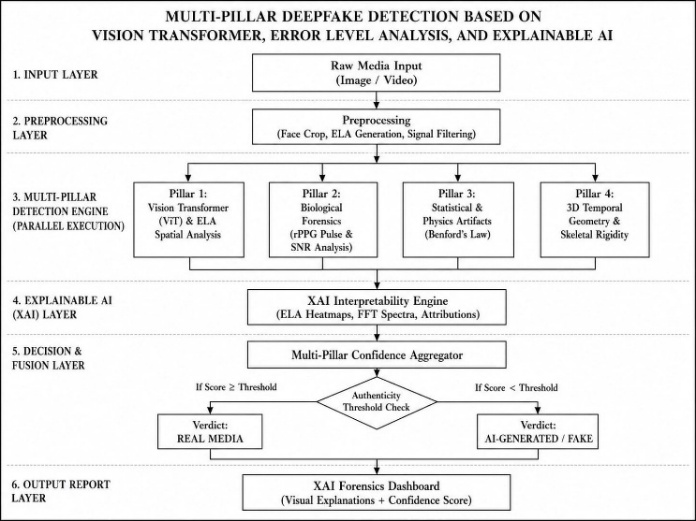 MULTI-PILLAR DEEPFAKE DETECTION BASED ON
VISION TRANSFORMER, ERROR LEVEL ANALYSIS, AND EXPLAINABLE AI
1. INPUT LAYER
Raw Media Input
(Image / Video)
2. PREPROCESSING
LAYER
Preprocessing
(Face Crop, ELA Generation, Signal Filtering)
3. MULTI-PILLAR
DETECTION ENGINE
(PARALLEL EXECUTION)
Pillar 1:
Vision Transformer
(ViT) & ELA
Spatial Analysis
Pillar 2:
Biological
Forensics
(rPPG Pulse &
SNR Analysis)
Pillar 3:
Statistical &
Physics Artifacts
(Benford's Law)
Pillar 4:
3D Temporal
Geometry &
Skeletal Rigidity
4. EXPLAINABLE AI
(XAI) LAYER
XAI Interpretability Engine
(ELA Heatmaps, FFT Spectra, Attributions)
5. DECISION &
FUSION LAYER
Multi-Pillar Confidence Aggregator
If Score ≥ Threshold
Authenticity
Threshold Check
If Score < Threshold
Verdict:
REAL MEDIA
Verdict:
AI-GENERATED / FAKE
6. OUTPUT REPORT
LAYER
XAI Forensics Dashboard
(Visual Explanations + Confidence Score)